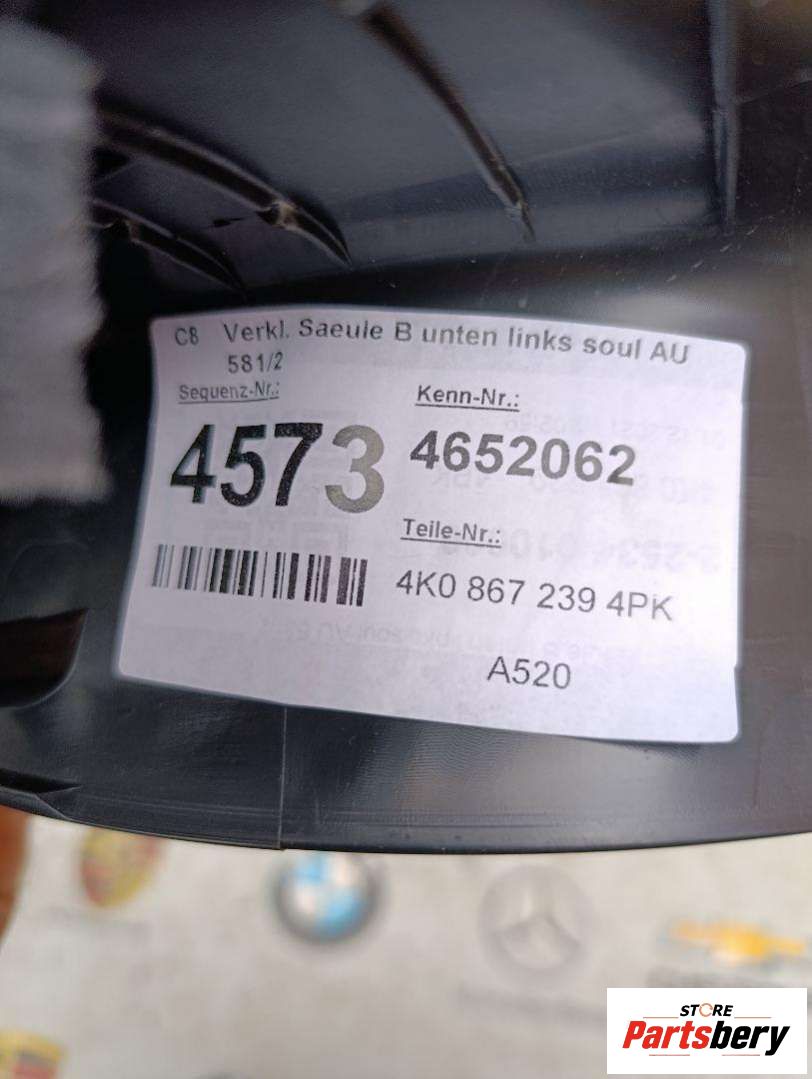 C8 Verkl. Saeule B unten links soul AU
581/2
Sequenz-Nr.:
Kenn-Nr.:
4573
4652062
Teile-Nr.:
4K0 867 239 4PK
A520
STORE
Partsbery